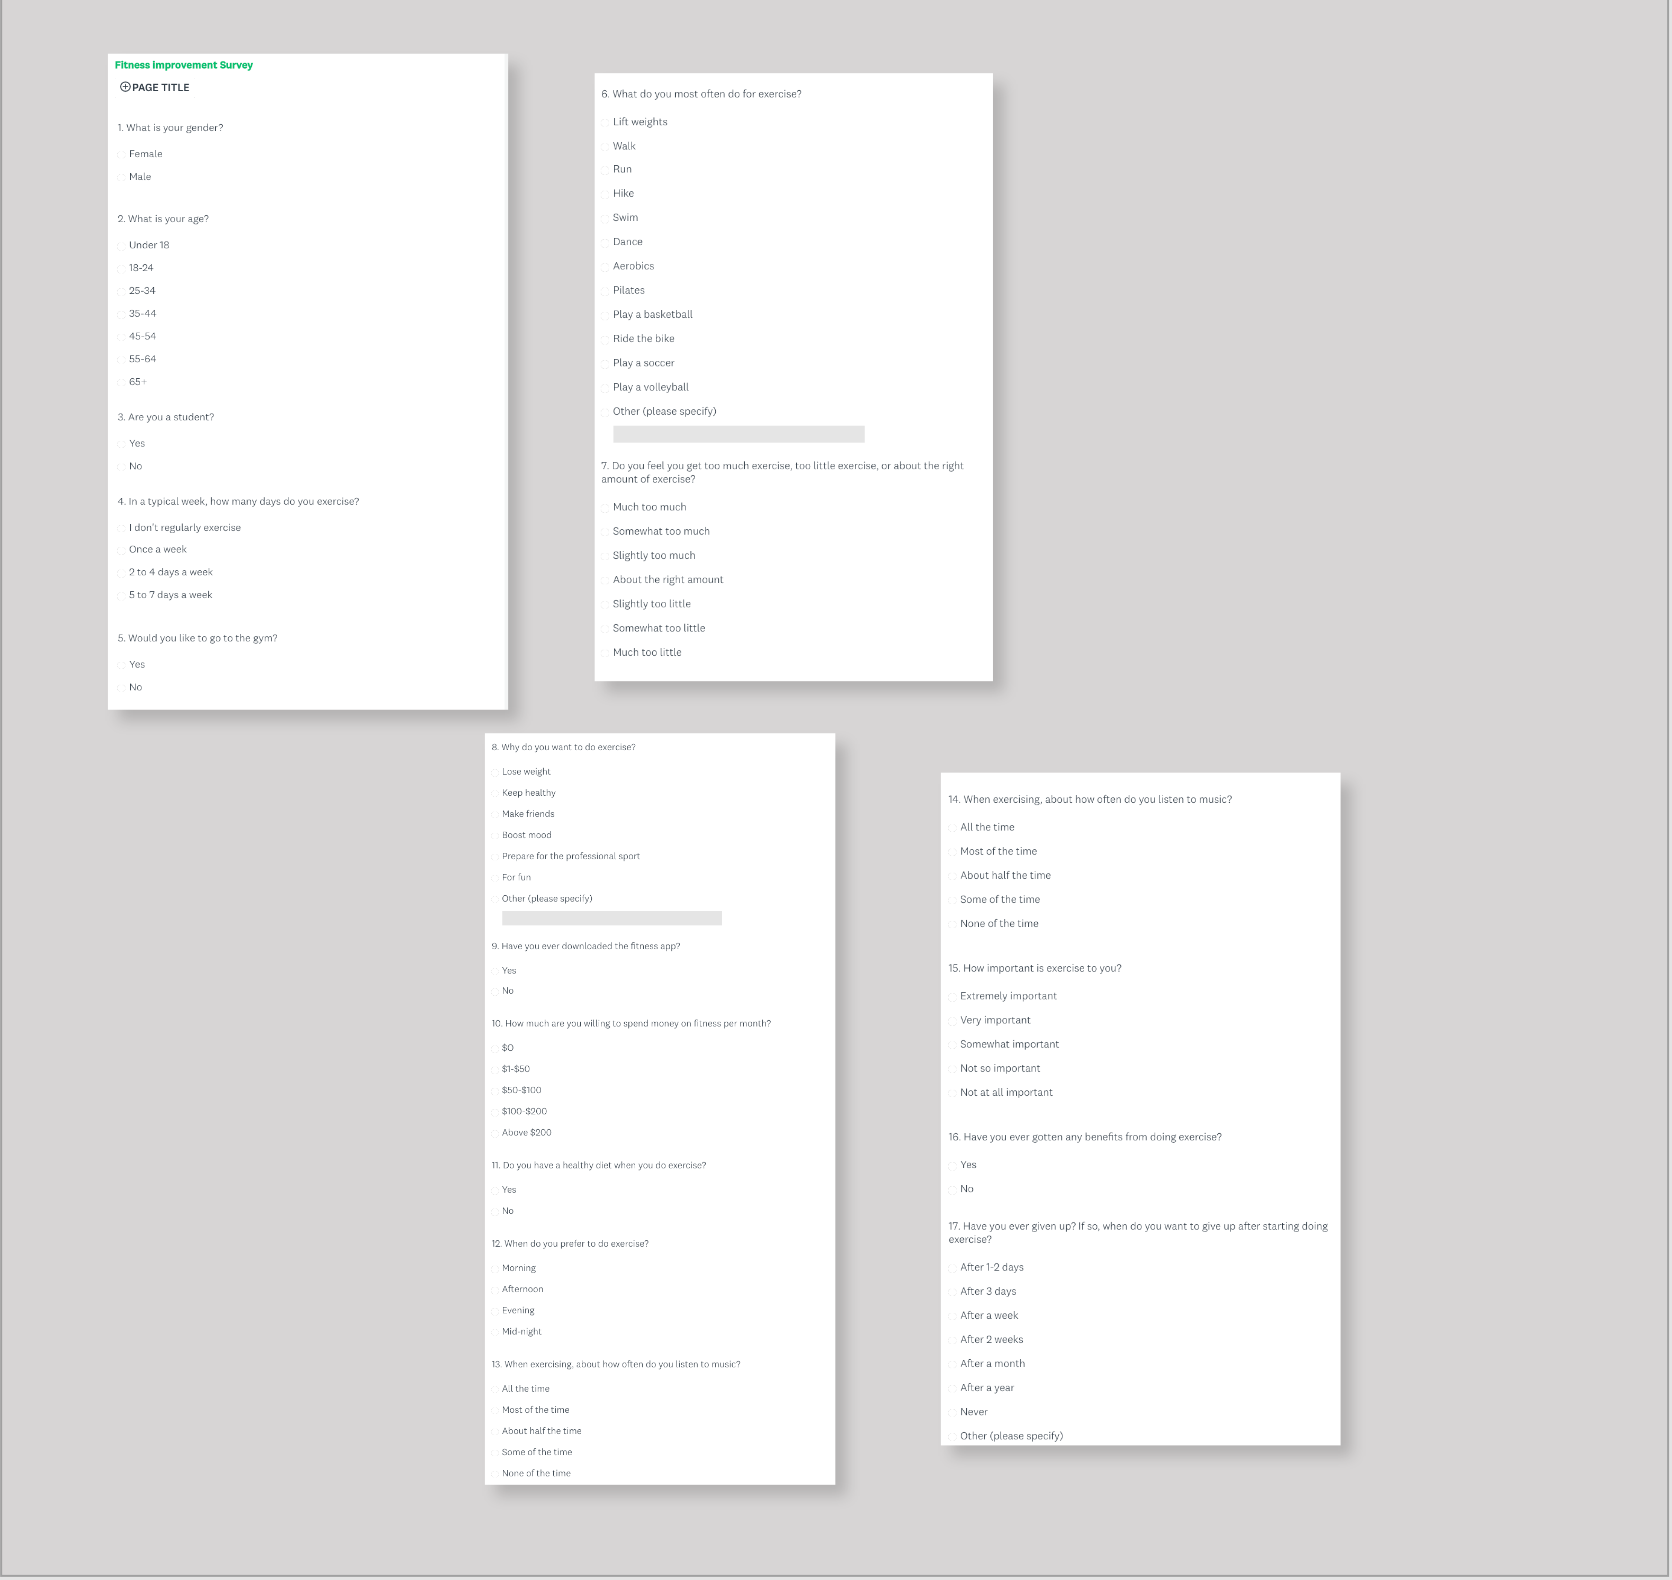 Fitness improvement Survey
PAGE TITLE
1. What is your gender?
Female
Male
2. What is your age?
Under 18
18-24
25-34
35-44
45-54
55-64
65+
3. Are you a student?
Yes
No
4. In a typical week, how many days do you exercise?
I don't regularly exercise
Once a week
2 to 4 days a week
5 to 7 days a week
5. Would you like to go to the gym?
Yes
No
6. What do you most often do for exercise?
Lift weights
Walk
Run
Hike
Swim
Dance
Aerobics
Pilates
Play a basketball
Ride the bike
Play a soccer
Play a volleyball
Other (please specify)
7. Do you feel you get too much exercise, too little exercise, or about the right
amount of exercise?
Much too much
Somewhat too much
Slightly too much
About the right amount
Slightly too little
Somewhat too little
Much too little
8. Why do you want to do exercise?
Lose weight
Keep healthy
Make friends
Boost mood
Prepare for the professional sport
For fun
Other (please specify)
9. Have you ever downloaded the fitness app?
Yes
No
10. How much are you willing to spend money on fitness per month?
$0
$1-$50
$50-$100
$100-$200
Above $200
11. Do you have a healthy diet when you do exercise?
Yes
No
12. When do you prefer to do exercise?
Morning
Afternoon
Evening
Mid-night
13. When exercising, about how often do you listen to music?
All the time
Most of the time
About half the time
Some of the time
None of the time
14. When exercising, about how often do you listen to music?
All the time
Most of the time
About half the time
Some of the time
None of the time
15. How important is exercise to you?
Extremely important
Very important
Somewhat important
Not so important
Not at all important
16. Have you ever gotten any benefits from doing exercise?
Yes
No
17. Have you ever given up? If so, when do you want to give up after starting doing
exercise?
After 1-2 days
After 3 days
After a week
After 2 weeks
After a month
After a year
Never
Other (please specify)